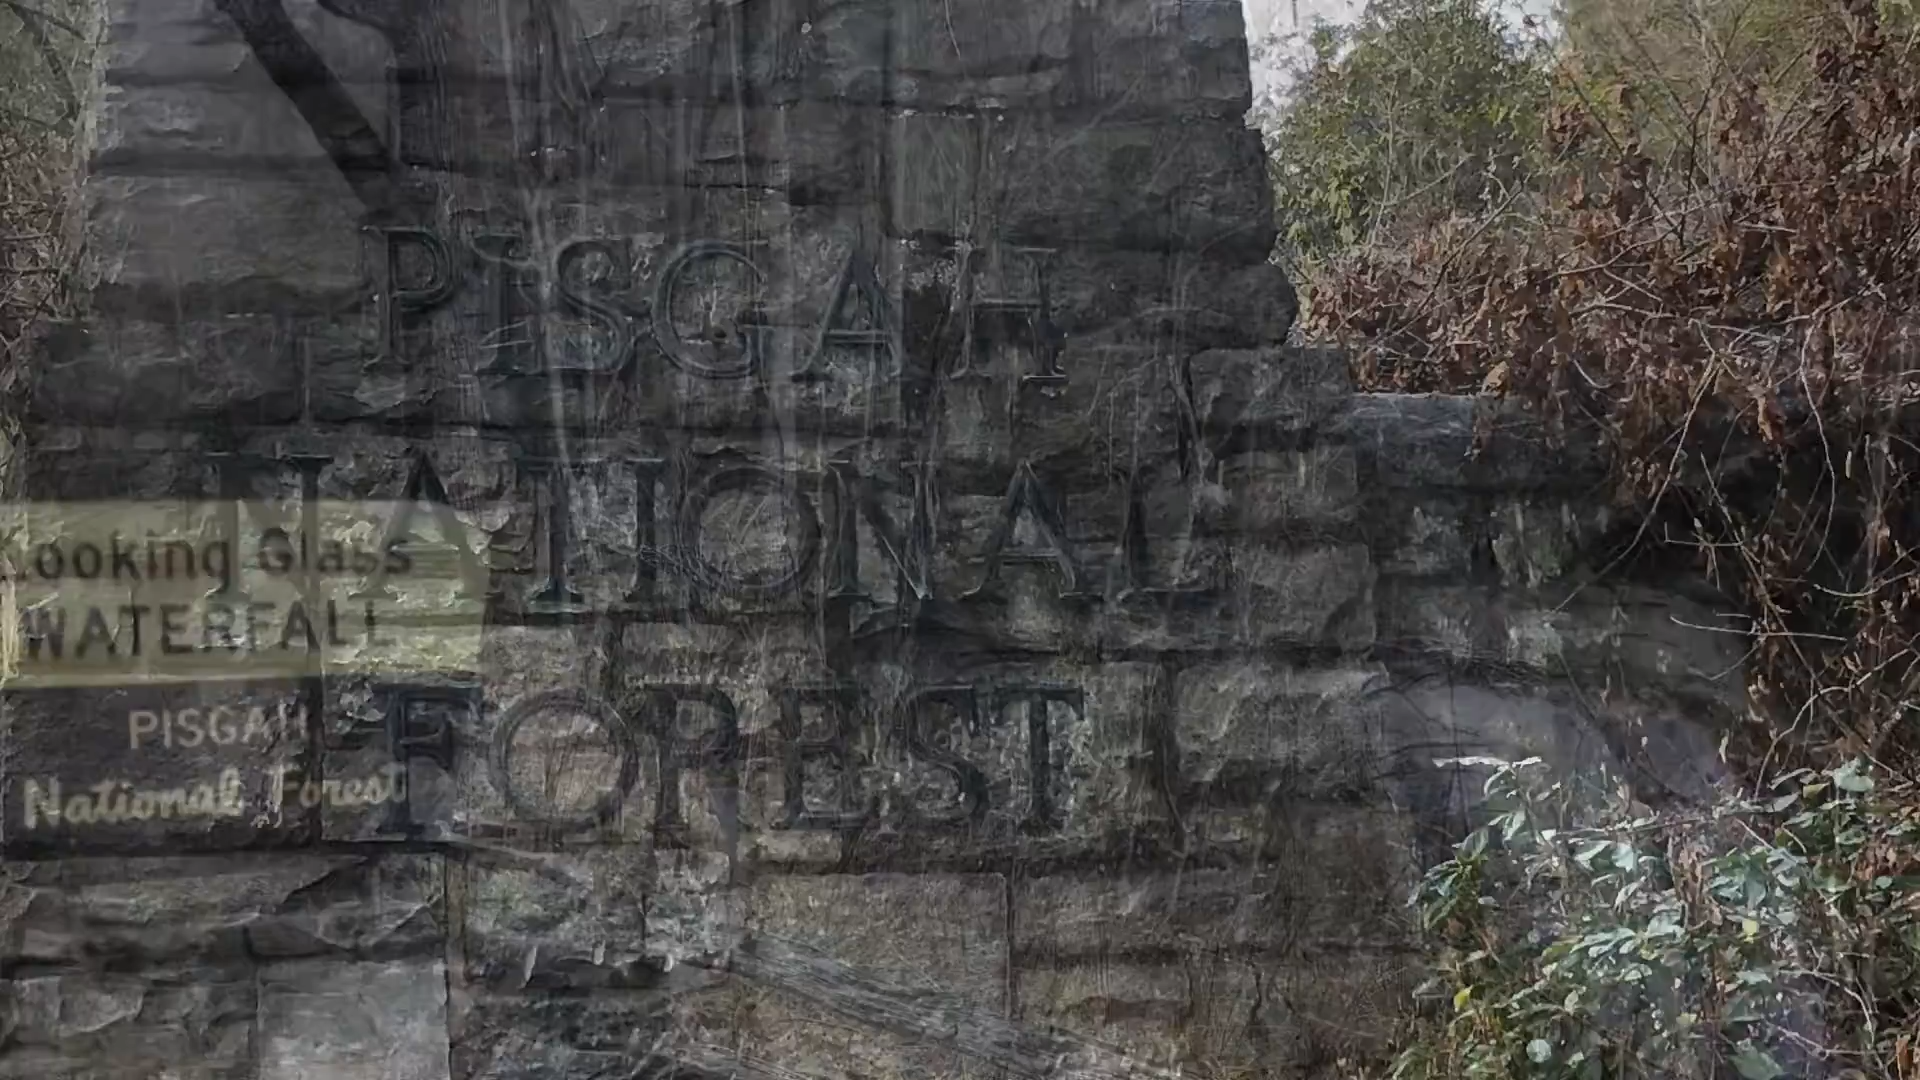 PISGAH
NATIONAL
FOREST
Looking Glass
WATERFALL
PISGAH
National Forest